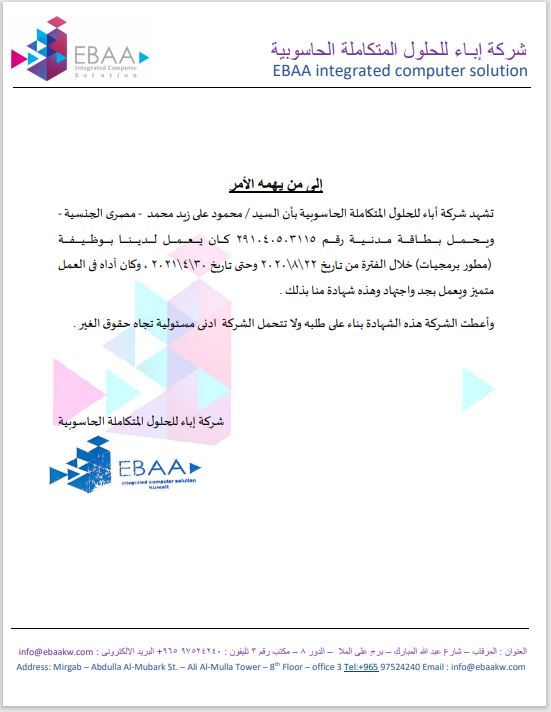 EBAA
Integrated Computer
Solution
شركة إباء للحلول المتكاملة الحاسوبية
EBAA integrated computer solution
إلى من يهمه الأمر
تشهد شركة أباء للحلول المتكاملة الحاسوبية بأن السيد / محمود على زيد محمد - مصرى الجنسية -
ويحمل بطاقة مدنية رقم ٢٩١٠٤٠٥٠٣١١٥ كان يعمل لدينا بوظيفة
(مطور برمجيات) خلال الفترة من تاريخ ٢٠٢٠/٨/٢٢ وحتى تاريخ ٢٠٢١\٤\٣٠ ، وكان آداه فى العمل
متميز ويعمل بجد واجتهاد وهذه شهادة منا بذلك .
وأعطت الشركة هذه الشهادة بناء على طلبه ولا تتحمل الشركة ادنى مسئولية تجاه حقوق الغير .
شركة إباء للحلول المتكاملة الحاسوبية
EBAA
integrated computer solution
kuwait
العنوان : المرقاب – شارع عبد الله المبارك – برج على الملا – الدور ٨ – مكتب رقم ٣ تليفون : ٩٧٥٢٤٢٤٠ ٩٦٥+ البريد الالكترونى : info@ebaakw.com
Address: Mirgab – Abdulla Al-Mubark St. – Ali Al-Mulla Tower – 8th Floor – office 3 Tel:+965 97524240 Email : info@ebaakw.com